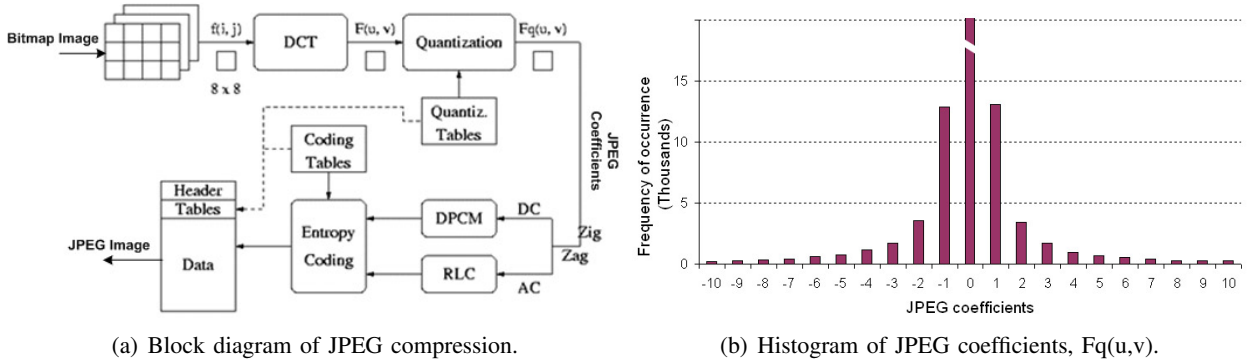 Bitmap Image
f(i, j)
8 x 8
DCT
F(u, v)
Quantization
Fq(u, v)
Quantiz.
Tables
JPEG
Coefficients
Coding
Tables
Header
Tables
Data
JPEG Image
Entropy
Coding
DPCM
RLC
DC
AC
Zig
Zag
(a) Block diagram of JPEG compression.
Frequency of occurrence
(Thousands)
15
10
5
0
-10 -9 -8 -7 -6 -5 -4 -3 -2 -1 0 1 2 3 4 5 6 7 8 9 10
JPEG coefficients
(b) Histogram of JPEG coefficients, Fq(u,v).